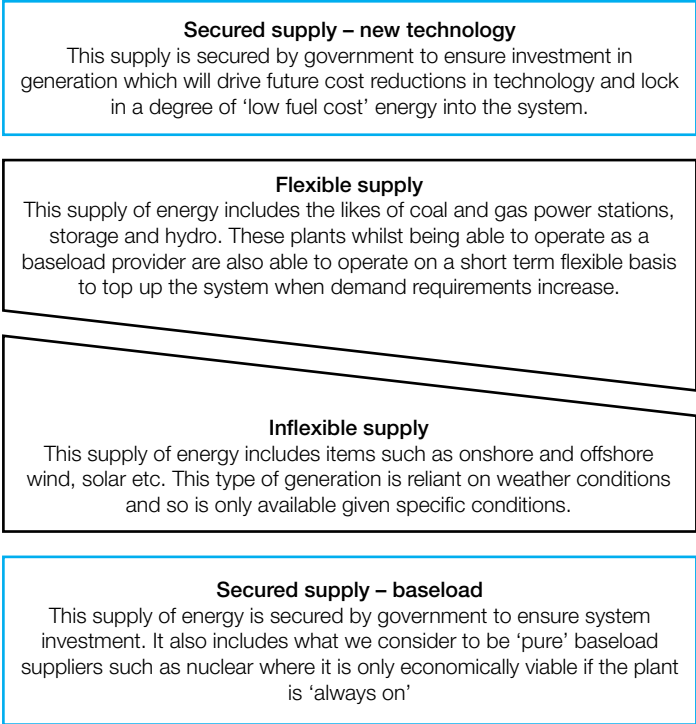 Secured supply – new technology
This supply is secured by government to ensure investment in
generation which will drive future cost reductions in technology and lock
in a degree of ‘low fuel cost’ energy into the system.
Flexible supply
This supply of energy includes the likes of coal and gas power stations,
storage and hydro. These plants whilst being able to operate as a
baseload provider are also able to operate on a short term flexible basis
to top up the system when demand requirements increase.
Inflexible supply
This supply of energy includes items such as onshore and offshore
wind, solar etc. This type of generation is reliant on weather conditions
and so is only available given specific conditions.
Secured supply – baseload
This supply of energy is secured by government to ensure system
investment. It also includes what we consider to be ‘pure’ baseload
suppliers such as nuclear where it is only economically viable if the plant
is ‘always on’